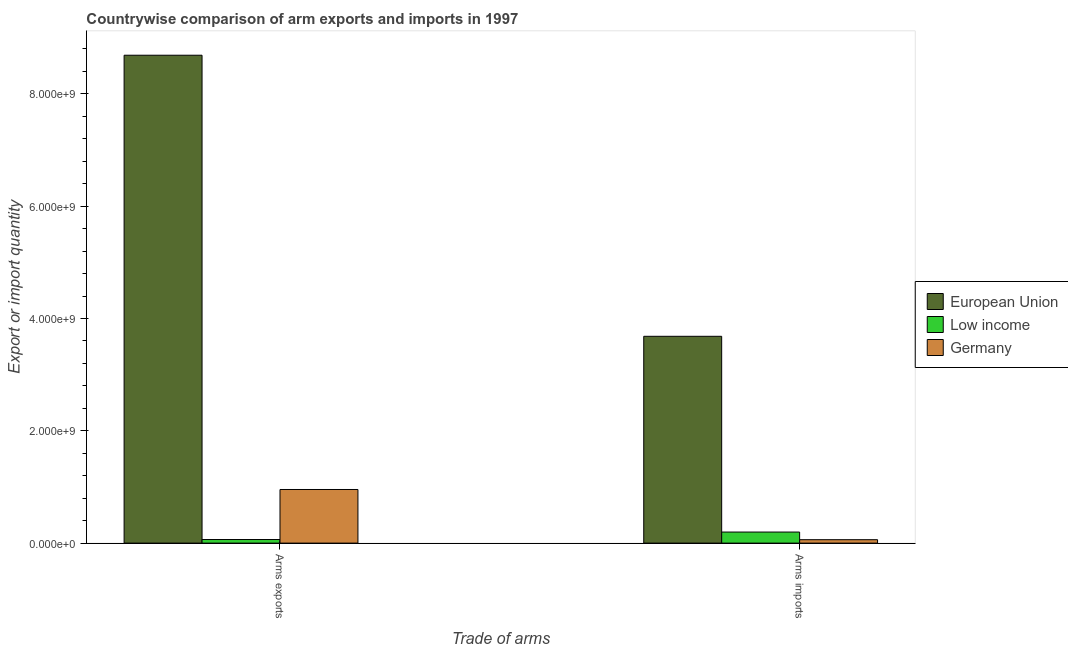 Countrywise comparison of arm exports and imports in 1997
Export or import quantity
8.000e+9
6.000e+9
4.000e+9
2.000e+9
0.000e+0
Arms exports
Arms imports
Trade of arms
European Union
Low income
Germany